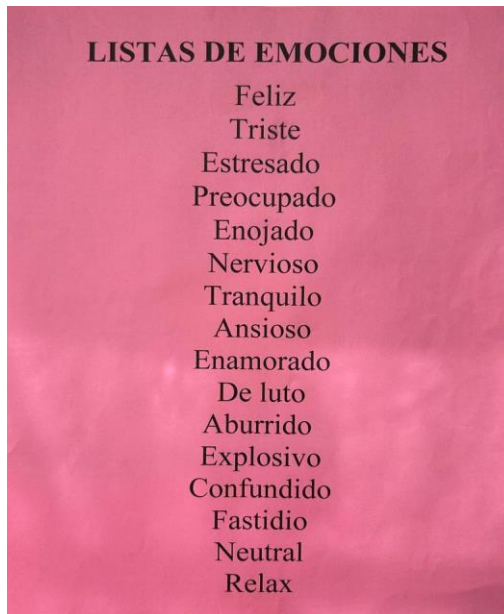 LISTAS DE EMOCIONES
Feliz
Triste
Estresado
Preocupado
Enojado
Nervioso
Tranquilo
Ansioso
Enamorado
De luto
Aburrido
Explosivo
Confundido
Fastidio
Neutral
Relax